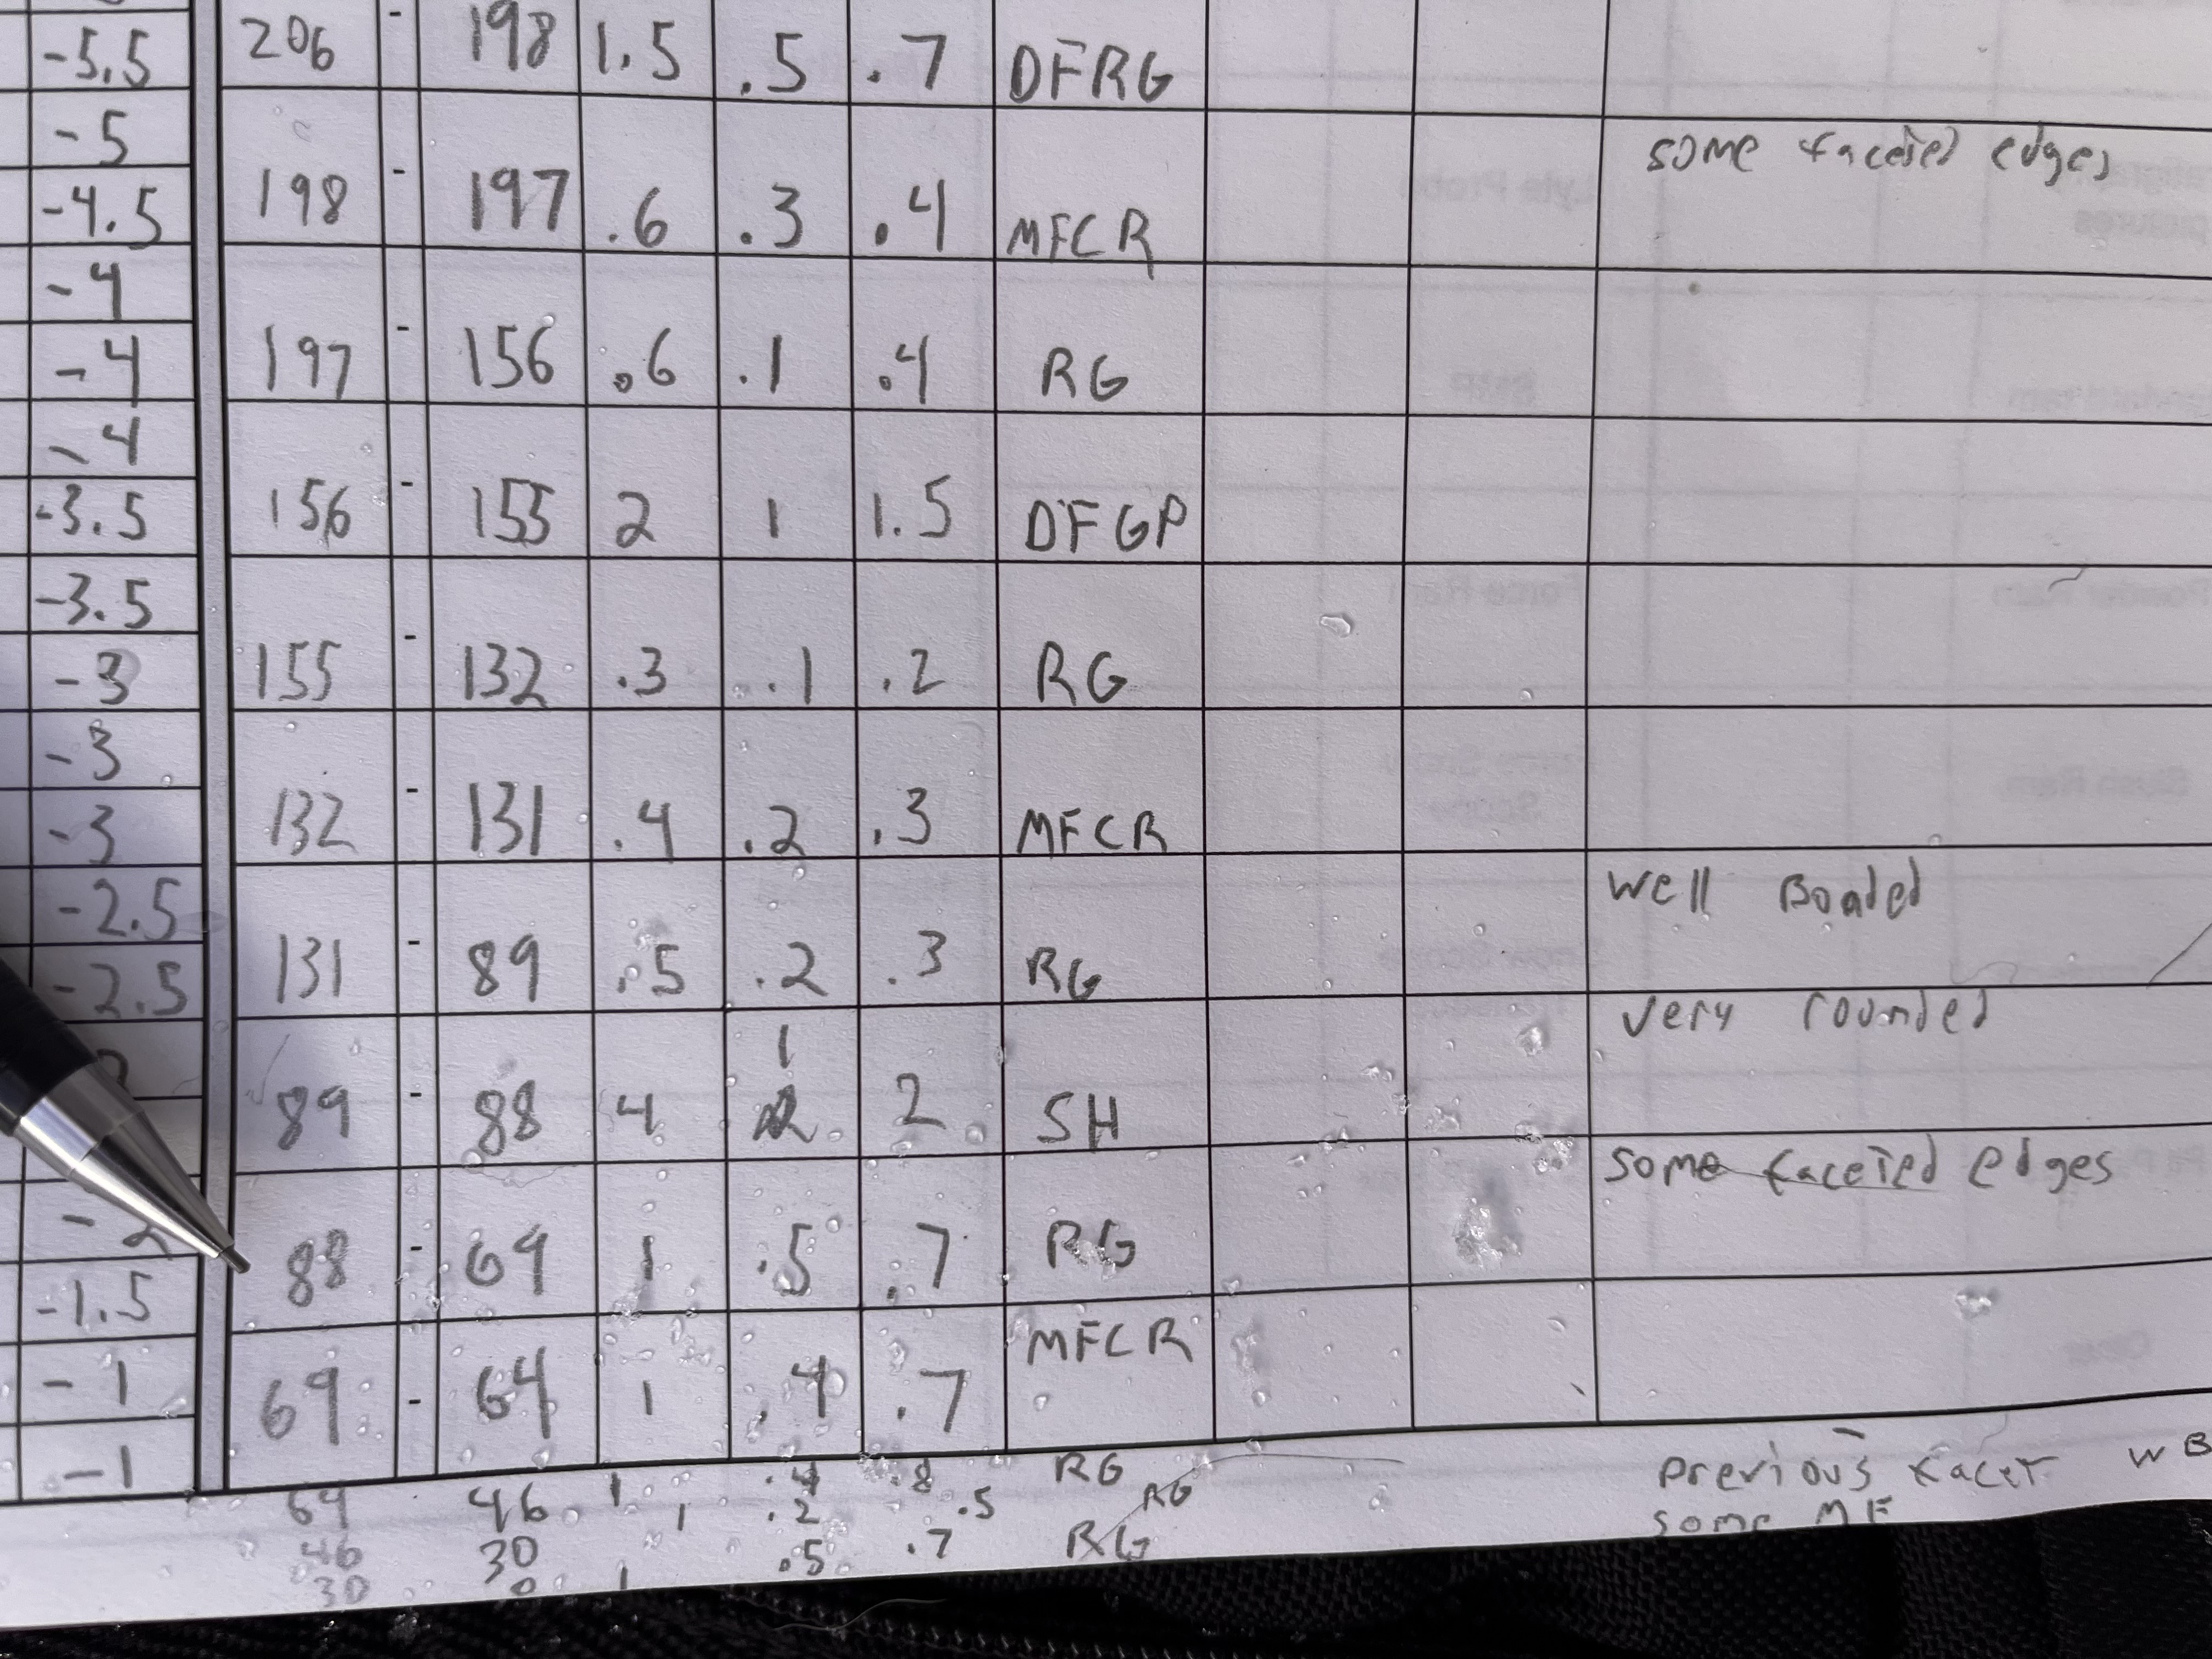 -5.5 206 - 198 1.5 .5 .7 DFRG
-5
-4.5 198 - 197 .6 .3 .4 MFCR some faceted edges
-4
-4 197 - 156 .6 .1 .4 RG
-4
-3.5 156 - 155 2 1 1.5 DFGP
-3.5
-3 155 - 132 .3 .1 .2 RG
-3
-3 132 - 131 .4 .2 .3 MFCR
-2.5
-2.5 131 - 89 .5 .2 .3 RG well Boaded
89 - 88 4 1 2 SH very rounded
-2
-1.5 88 - 69 1 .5 .7 RG some faceted edges
-1
-1 69 - 64 1 .4 .7 MFCR
64 46 1 .4 .8 RG previous facet WB
46 30 1 .2 .5 RG some MF
30 0 1 .5 .7 RG